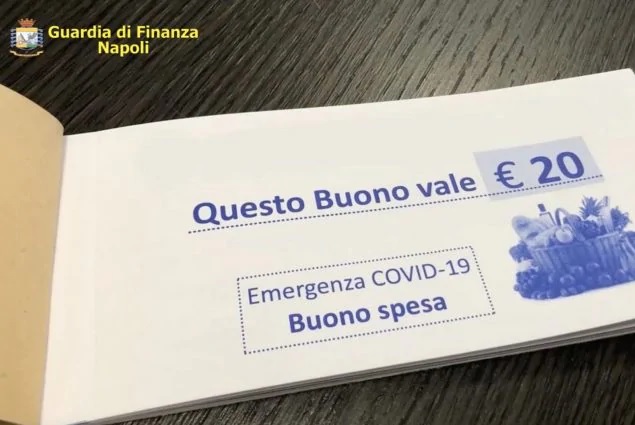 Guardia di Finanza
Napoli
Questo Buono vale € 20
Emergenza COVID-19
Buono spesa